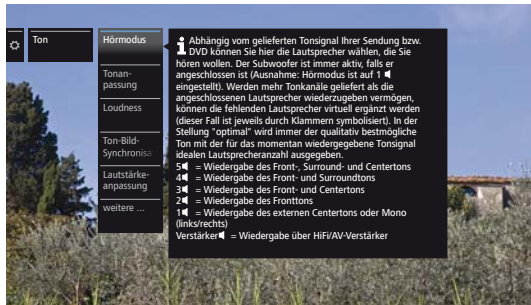 Ton
Hörmodus
Tonan-
passung
Loudness
Ton-Bild-
Synchronisa
Lautstärke-
anpassung
weitere ...
Abhängig vom gelieferten Tonsignal Ihrer Sendung bzw.
DVD können Sie hier die Lautsprecher wählen, die Sie
hören wollen. Der Subwoofer ist immer aktiv, falls er
angeschlossen ist (Ausnahme: Hörmodus ist auf 1
eingestellt). Werden mehr Tonkanäle geliefert als die
angeschlossenen Lautsprecher wiederzugeben vermögen,
können die fehlenden Lautsprecher virtuell ergänzt werden
(dieser Fall ist jeweils durch Klammern symbolisiert). In der
Stellung "optimal" wird immer der qualitativ bestmögliche
Ton mit der für das momentan wiedergegebene Tonsignal
idealen Lautsprecheranzahl ausgegeben.
5 = Wiedergabe des Front-, Surround- und Centertons
4 = Wiedergabe des Front- und Surroundtons
3 = Wiedergabe des Front- und Centertons
2 = Wiedergabe des Fronttons
1 = Wiedergabe des externen Centertons oder Mono
(links/rechts)
Verstärker = Wiedergabe über HiFi/AV-Verstärker